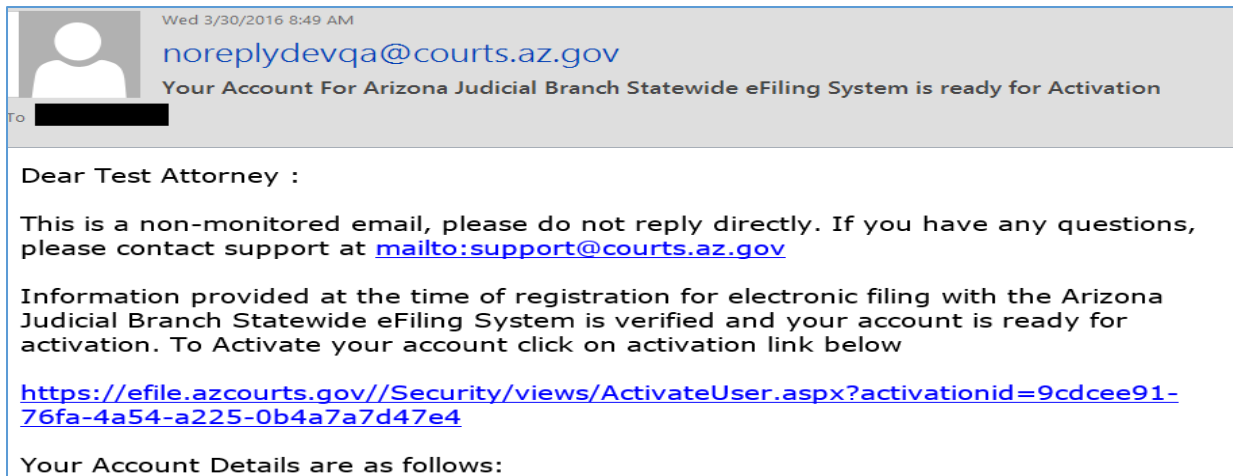 Wed 3/30/2016 8:49 AM
noreplydevqa@courts.az.gov
Your Account For Arizona Judicial Branch Statewide eFiling System is ready for Activation
To
Dear Test Attorney :
This is a non-monitored email, please do not reply directly. If you have any questions,
please contact support at mailto:support@courts.az.gov
Information provided at the time of registration for electronic filing with the Arizona
Judicial Branch Statewide eFiling System is verified and your account is ready for
activation. To Activate your account click on activation link below
https://efile.azcourts.gov//Security/views/ActivateUser.aspx?activationid=9cdcee91-
76fa-4a54-a225-0b4a7a7d47e4
Your Account Details are as follows: